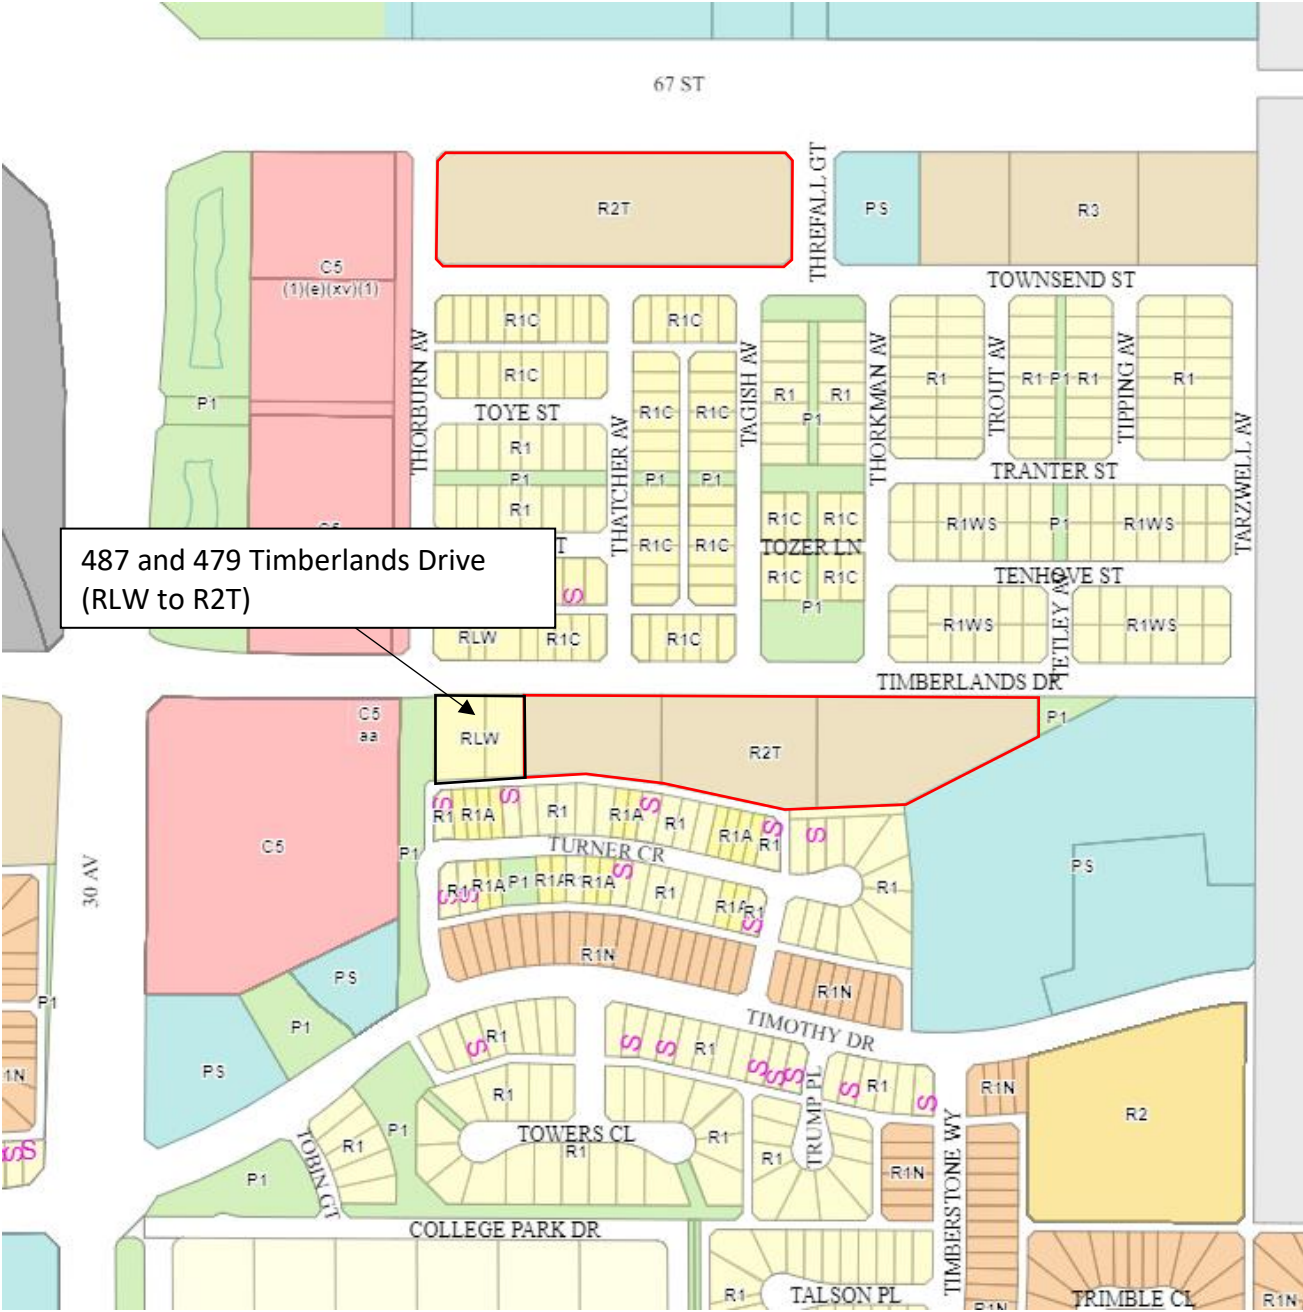 67 ST
THREFALL GT
R2T
PS
R3
TOWNSEND ST
C5
(1)(e)(xv)(1)
R1C
R1C
THORBURN AV
R1C
TOYE ST
THATCHER AV
R1C
R1C
TAGISH AV
R1
R1
P1
THORKMAN AV
R1
TROUT AV
R1
P1
R1
TIPPING AV
R1
TARZWELL AV
P1
R1
P1
P1
P1
R1
TRANTER ST
R1WS
P1
R1WS
R1C
R1C
R1C
R1C
TOZER LN
R1C
R1C
P1
TENHOVE ST
TETLEY AV
R1WS
R1WS
487 and 479 Timberlands Drive
(RLW to R2T)
S
RLW
R1C
R1C
TIMBERLANDS DR
C5
aa
P1
RLW
R2T
P1
C5
30 AV
PS
S
S
R1
R1A
R1
R1A
S
R1
R1A
S
R1
S
TURNER CR
R1
R1A
P1
R1A
R1A
S
R1
R1
S
R1
R1N
R1N
PS
P1
PS
P1
1N
TIMOTHY DR
R1
S
S
S
R1
S
S
S
S
R1
S
R1N
R2
R1
TOWERS CL
R1
R1
R1
TRUMP PL
R1N
TIMBERSTONE WY
P1
R1
P1
TOBIN GT
COLLEGE PARK DR
R1
TALSON PL
R1N
TRIMBLE CL
R1N